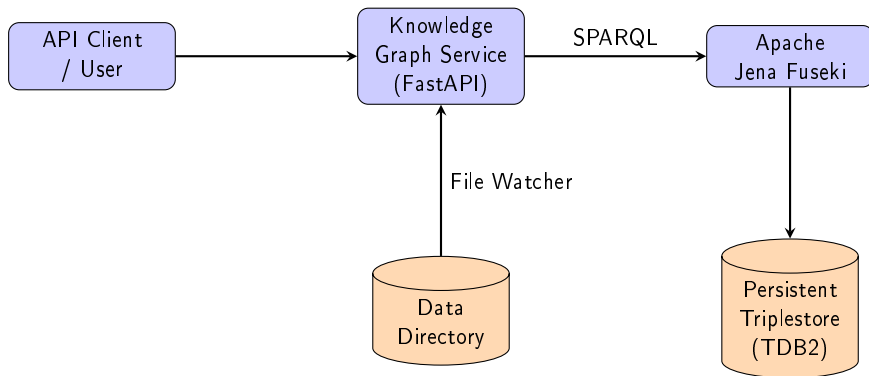 API Client
/ User
Knowledge
Graph Service
(FastAPI)
SPARQL
Apache
Jena Fuseki
File Watcher
Data
Directory
Persistent
Triplestore
(TDB2)